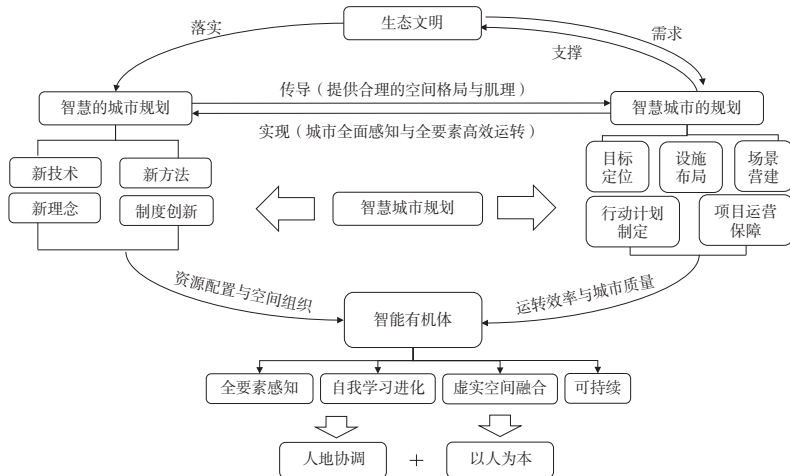 生态文明
落实
需求
支撑
智慧的城市规划
传导（提供合理的空间格局与肌理）
智慧城市的规划
实现（城市全面感知与全要素高效运转）
新技术
新方法
新理念
制度创新
智慧城市规划
目标
定位
设施
布局
场景
营建
行动计划
制定
项目运营
保障
资源配置与空间组织
运转效率与城市质量
智能有机体
全要素感知
自我学习进化
虚实空间融合
可持续
人地协调
+
以人为本